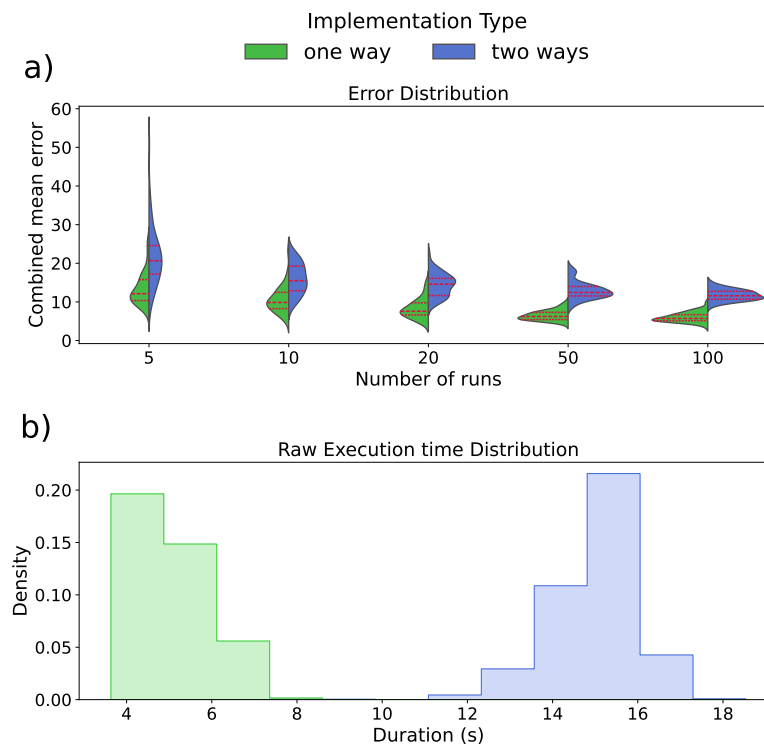 Implementation Type
one way two ways
a)
Error Distribution
Combined mean error
60
50
40
30
20
10
0
5 10 20 50 100
Number of runs
b)
Raw Execution time Distribution
Density
0.20
0.15
0.10
0.05
0.00
4 6 8 10 12 14 16 18
Duration (s)